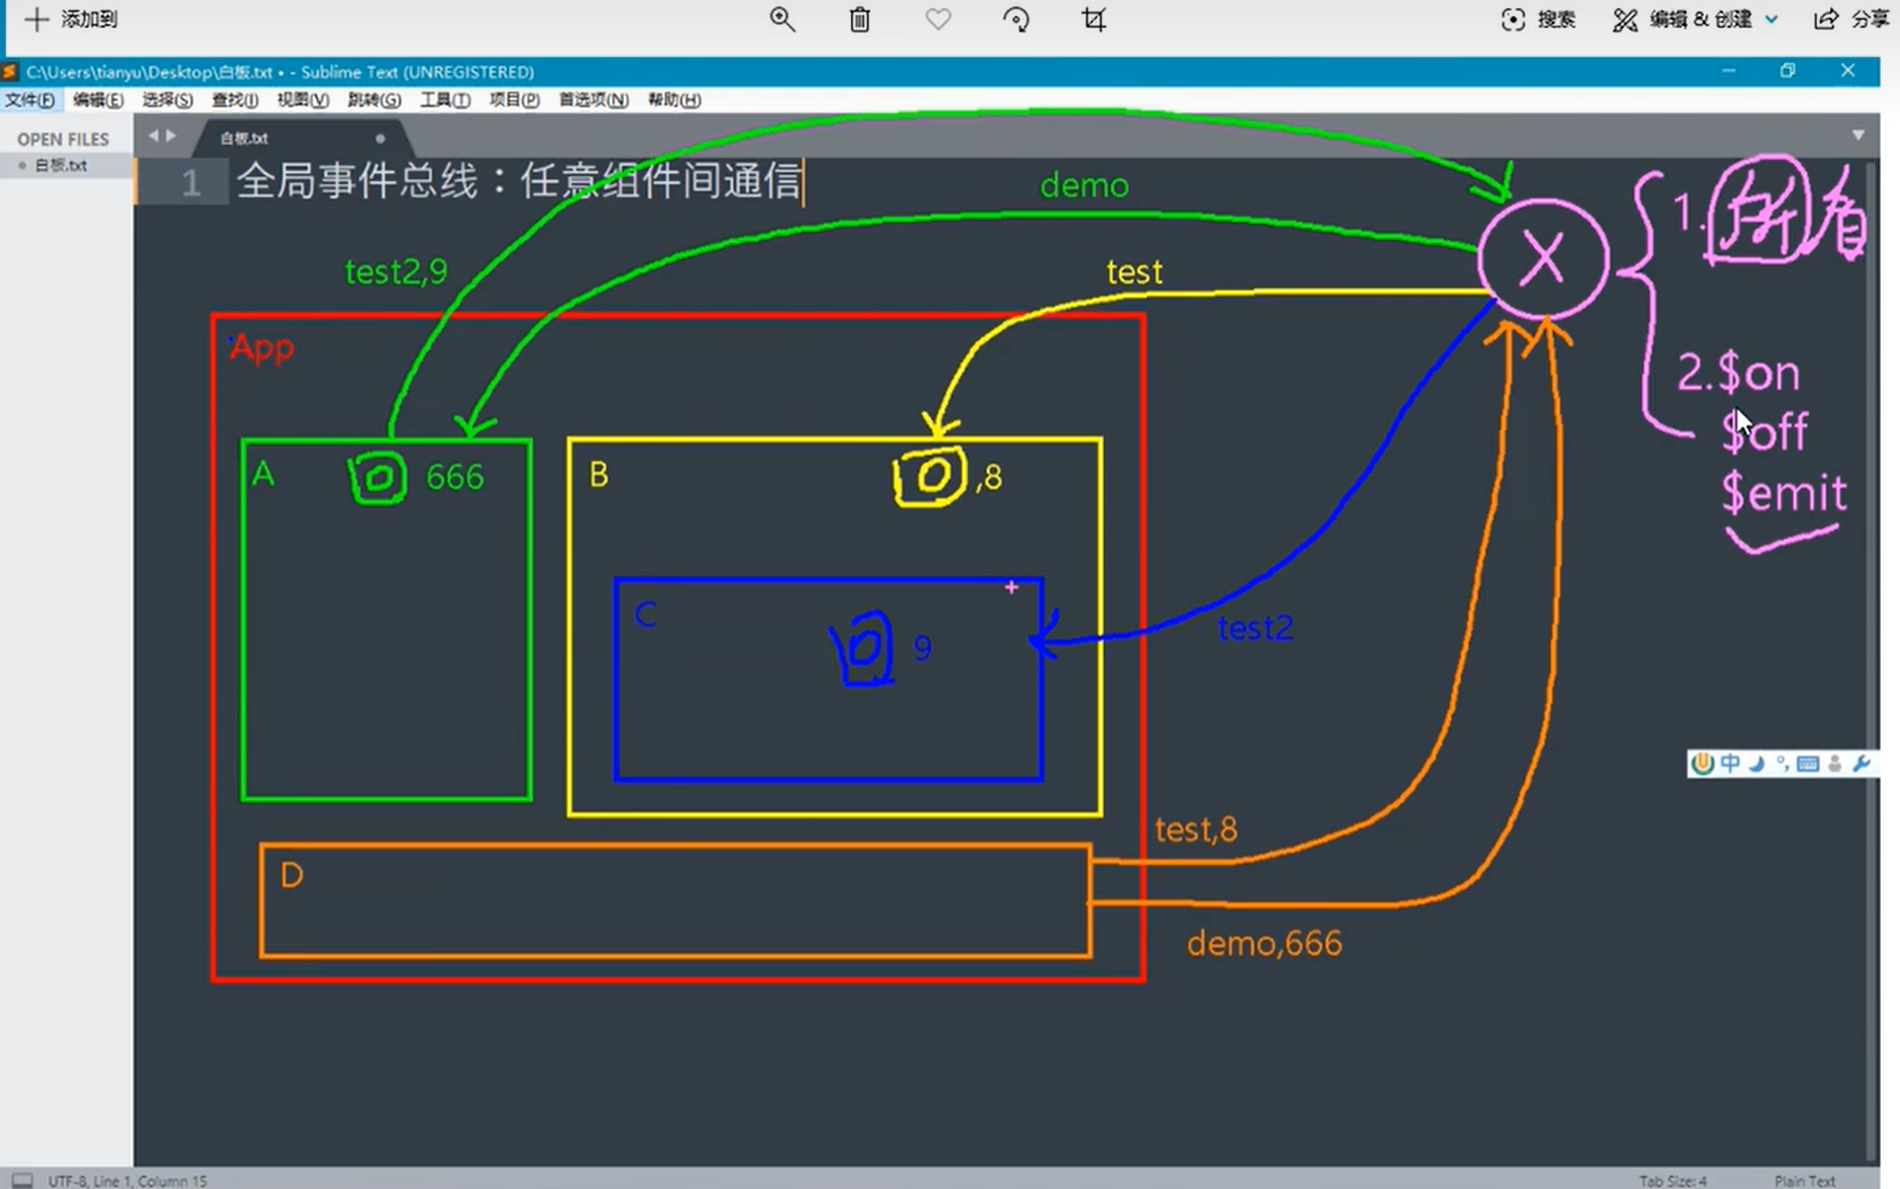 添加到
搜索
编辑 & 创建
分享
C:\Users\tianyu\Desktop\白板.txt • - Sublime Text (UNREGISTERED)
文件(F) 编辑(E) 选择(S) 查找(I) 视图(V) 跳转(G) 工具(T) 项目(P) 首选项(N) 帮助(H)
OPEN FILES
白板.txt
白板.txt
1 全局事件总线：任意组件间通信
demo
test2,9
test
X
1.所有看
2.$on
$off
$emit
App
A 666
B ,8
C 9
test2
中
test,8
D
demo,666
UTF-8, Line 1, Column 15
Tab Size: 4
Plain Text